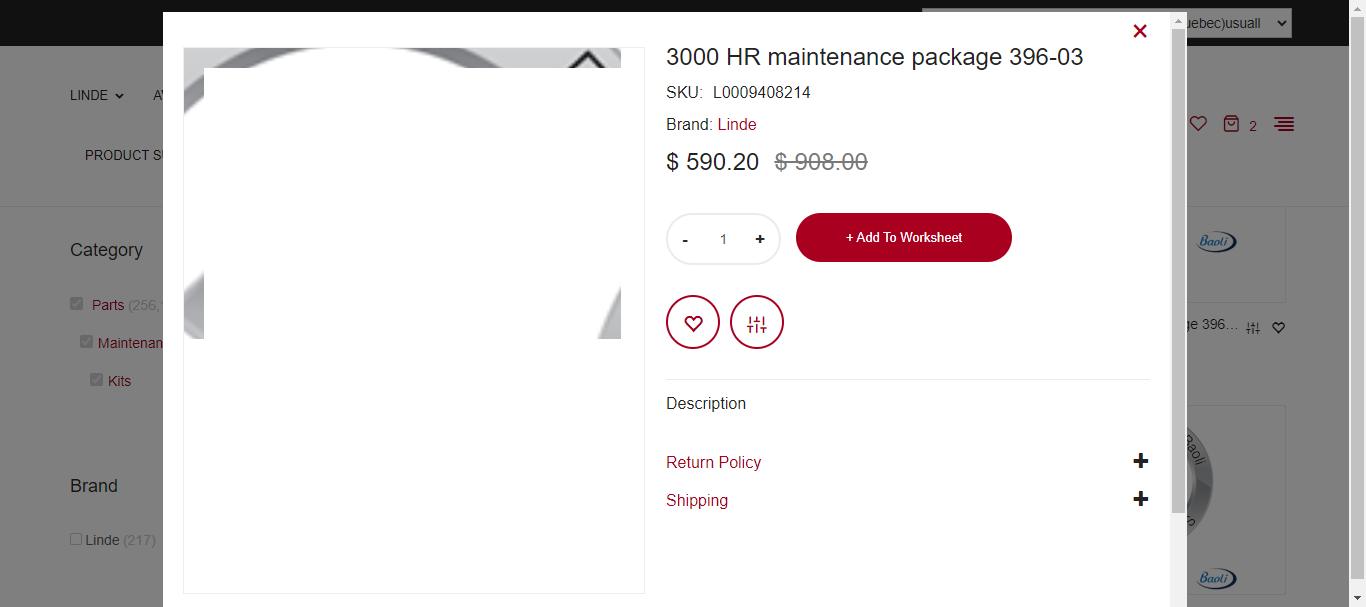 uebec)usuall
LINDE
2
PRODUCT
3000 HR maintenance package 396-03
SKU: L0009408214
Brand: Linde
$ 590.20 $ 908.00
- 1 +
+ Add To Worksheet
Category
Parts (256,
Maintenan
Kits
Baoli
ge 396...
Description
Return Policy
Shipping
Brand
Linde (217)
Baoli
Baoli